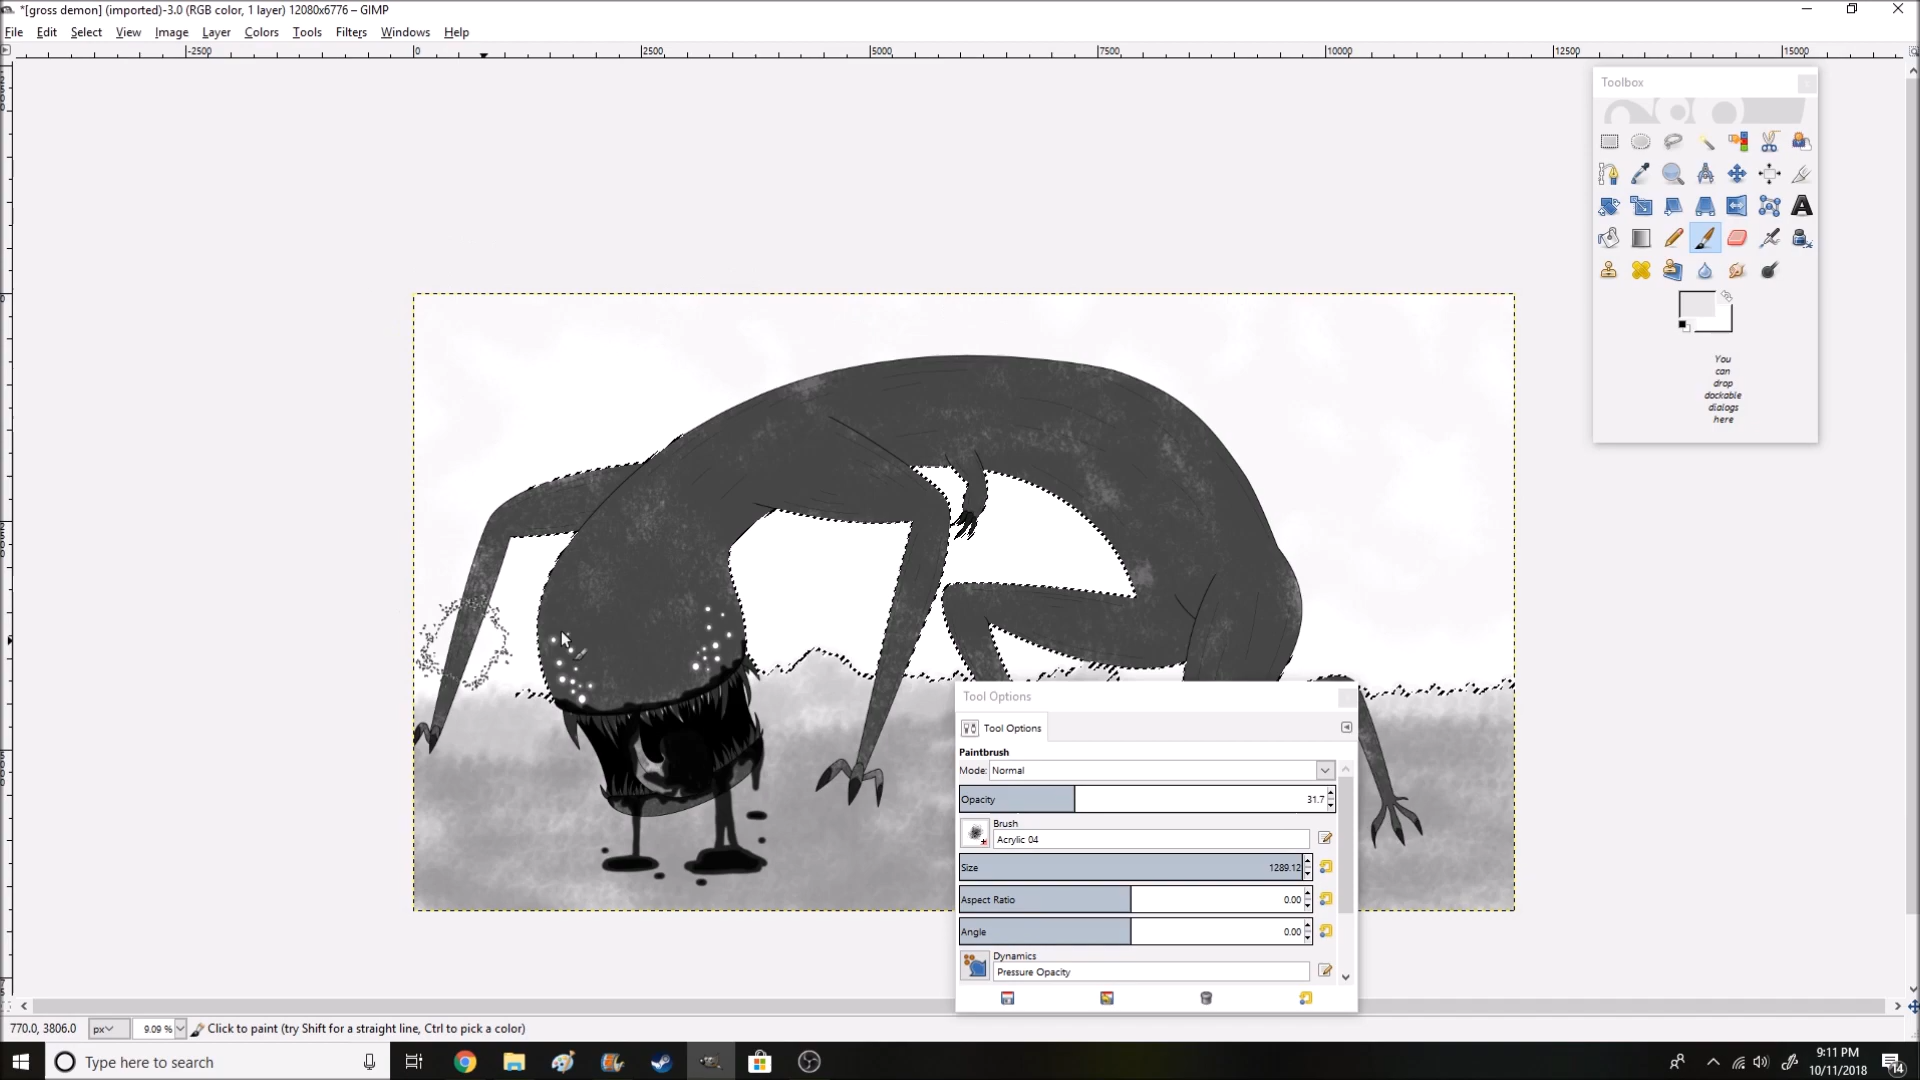 *[gross demon] (imported)-3.0 (RGB color, 1 layer) 12080x6776 – GIMP
File Edit Select View Image Layer Colors Tools Filters Windows Help
-2500 0 2500 5000 7500 10000 12500 15000
Toolbox
You
can
drop
dockable
dialogs
here
Tool Options
Tool Options
Paintbrush
Mode: Normal
Opacity 31.7
Brush
Acrylic 04
Size 1289.12
Aspect Ratio 0.00
Angle 0.00
Dynamics
Pressure Opacity
770.0, 3806.0 px 9.09 % Click to paint (try Shift for a straight line, Ctrl to pick a color)
Type here to search
9:11 PM
10/11/2018
14